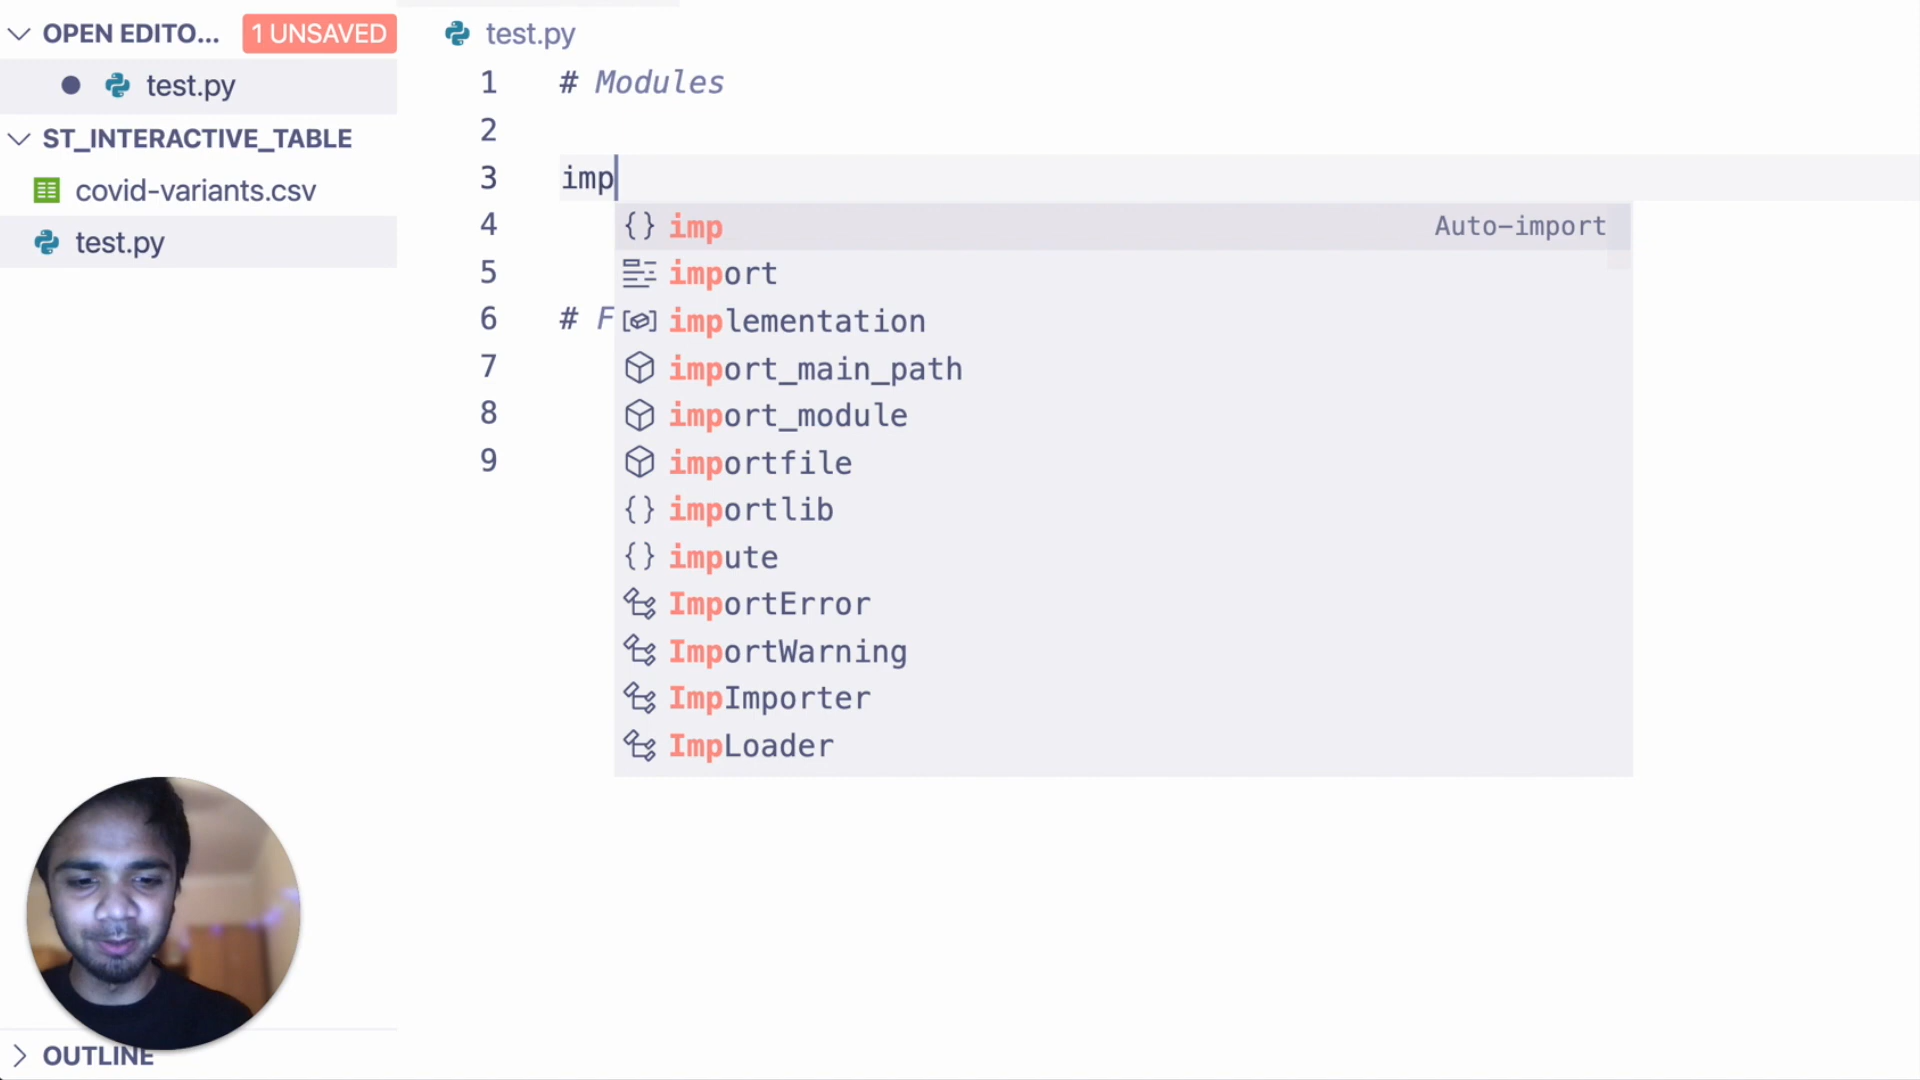 OPEN EDITO... 1 UNSAVED
test.py
ST_INTERACTIVE_TABLE
covid-variants.csv
test.py
OUTLINE
test.py
1 # Modules
2
3 imp
4
5
6 # F
7
8
9
imp Auto-import
import
implementation
import_main_path
import_module
importfile
importlib
impute
ImportError
ImportWarning
ImpImporter
ImpLoader